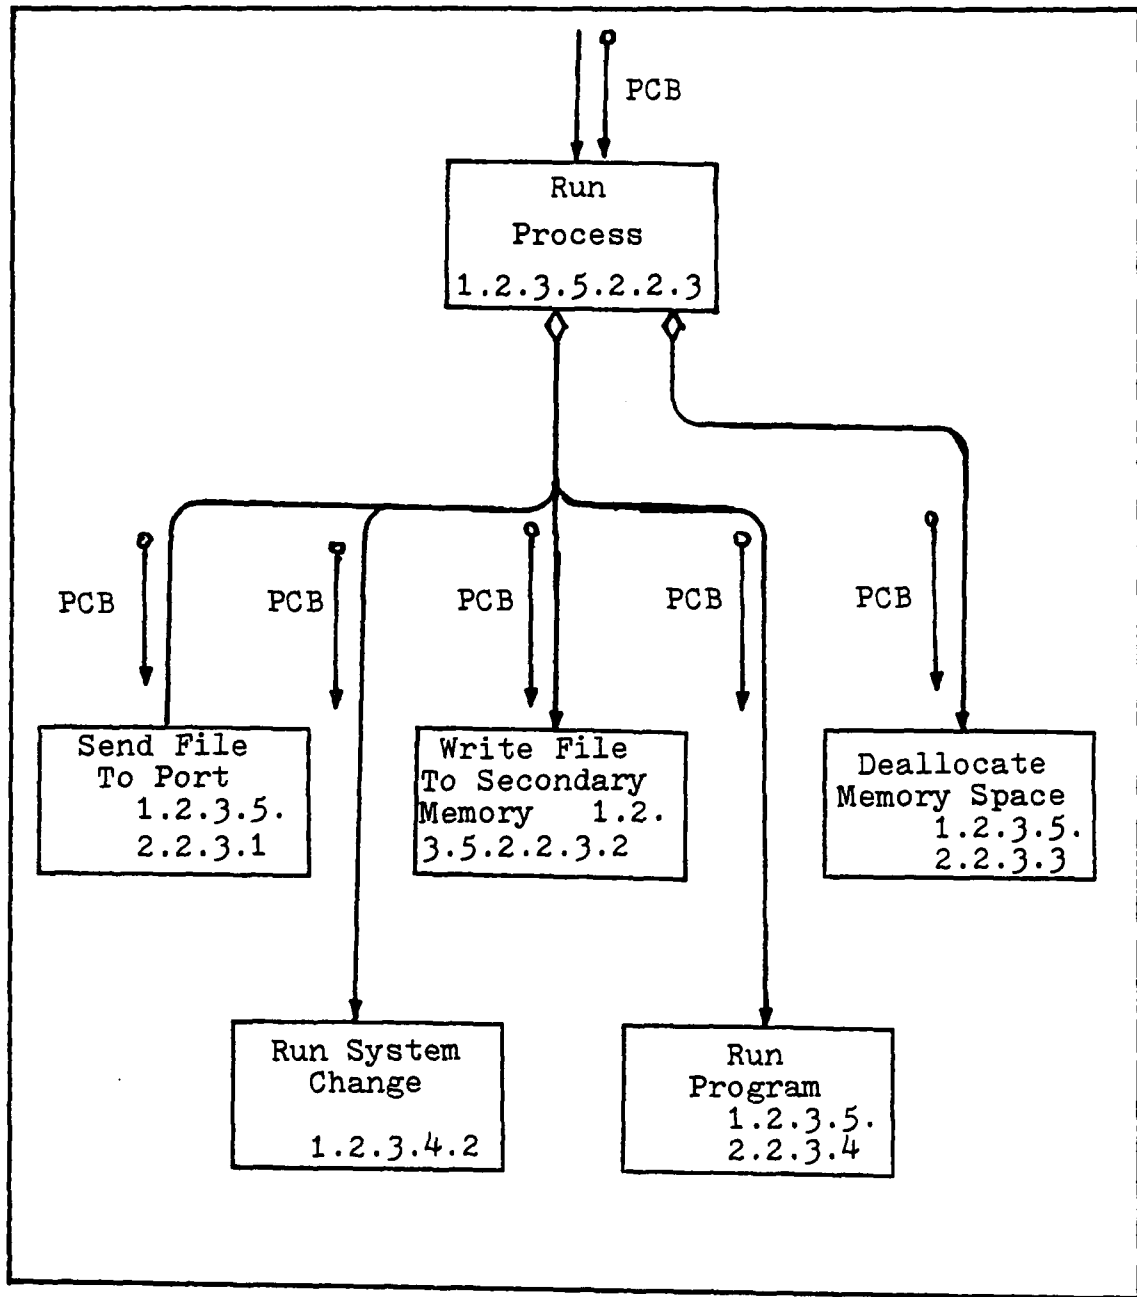 PCB
Run
Process
1.2.3.5.2.2.3
PCB
PCB
PCB
PCB
PCB
Send File
To Port
1.2.3.5.
2.2.3.1
Write File
To Secondary
Memory 1.2.
3.5.2.2.3.2
Deallocate
Memory Space
1.2.3.5.
2.2.3.3
Run System
Change
1.2.3.4.2
Run
Program
1.2.3.5.
2.2.3.4